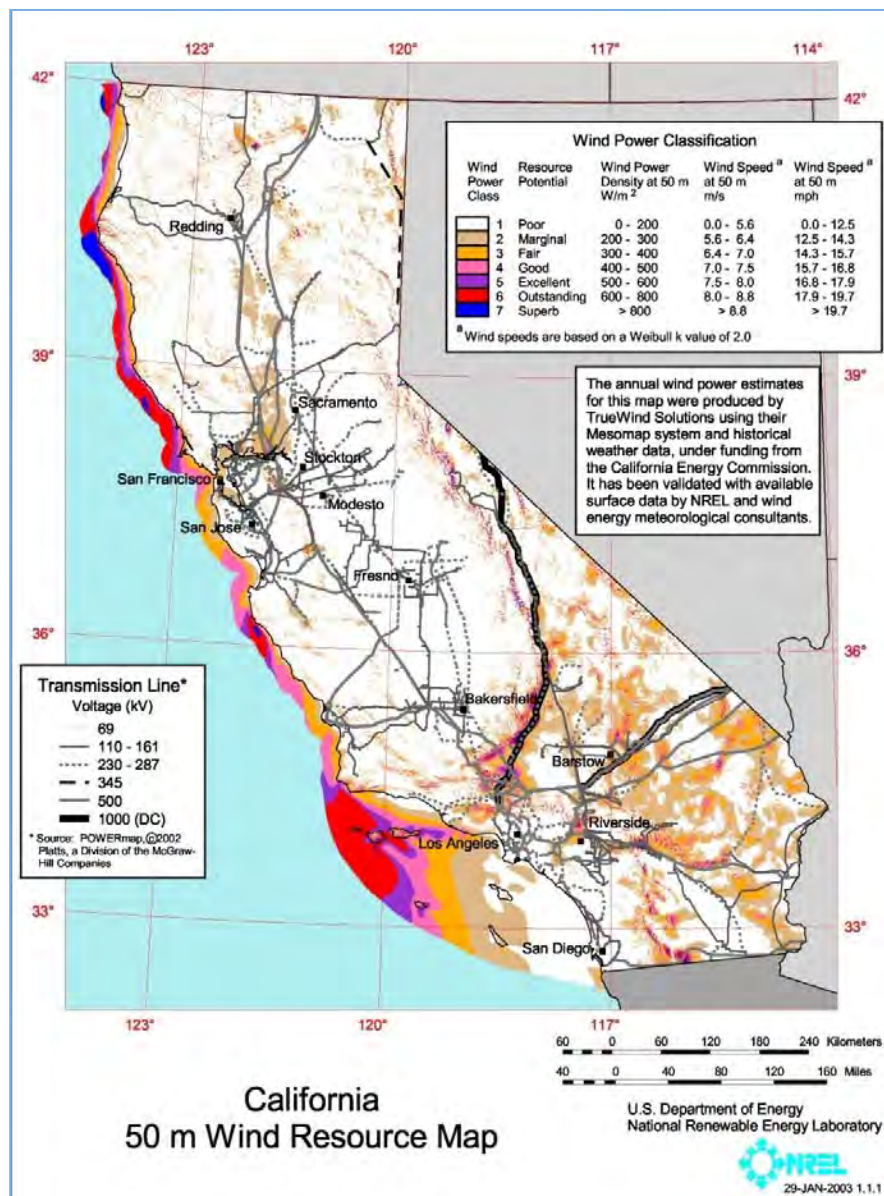 123°
120°
117°
114°
42°
42°
Wind Power Classification
Wind Power Class
Resource Potential
Wind Power Density at 50 m W/m 2
Wind Speed a at 50 m m/s
Wind Speed a at 50 m mph
1 Poor 0 - 200 0.0 - 5.6 0.0 - 12.5
2 Marginal 200 - 300 5.6 - 6.4 12.5 - 14.3
3 Fair 300 - 400 6.4 - 7.0 14.3 - 15.7
4 Good 400 - 500 7.0 - 7.5 15.7 - 16.8
5 Excellent 500 - 600 7.5 - 8.0 16.8 - 17.9
6 Outstanding 600 - 800 8.0 - 8.8 17.9 - 19.7
7 Superb > 800 > 8.8 > 19.7
a Wind speeds are based on a Weibull k value of 2.0
Redding
39°
39°
The annual wind power estimates
for this map were produced by
TrueWind Solutions using their
Mesomap system and historical
weather data, under funding from
the California Energy Commission.
It has been validated with available
surface data by NREL and wind
energy meteorological consultants.
Sacramento
Stockton
San Francisco
Modesto
San Jose
Fresno
36°
36°
Transmission Line*
Voltage (kV)
69
110 - 161
230 - 287
345
500
1000 (DC)
* Source: POWERmap, ©2002
Platts, a Division of the McGraw-
Hill Companies
Bakersfield
Barstow
Riverside
Los Angeles
33°
33°
San Diego
123°
120°
117°
60 0 60 120 180 240 Kilometers
40 0 40 80 120 160 Miles
California
50 m Wind Resource Map
U.S. Department of Energy
National Renewable Energy Laboratory
NREL
29-JAN-2003 1.1.1